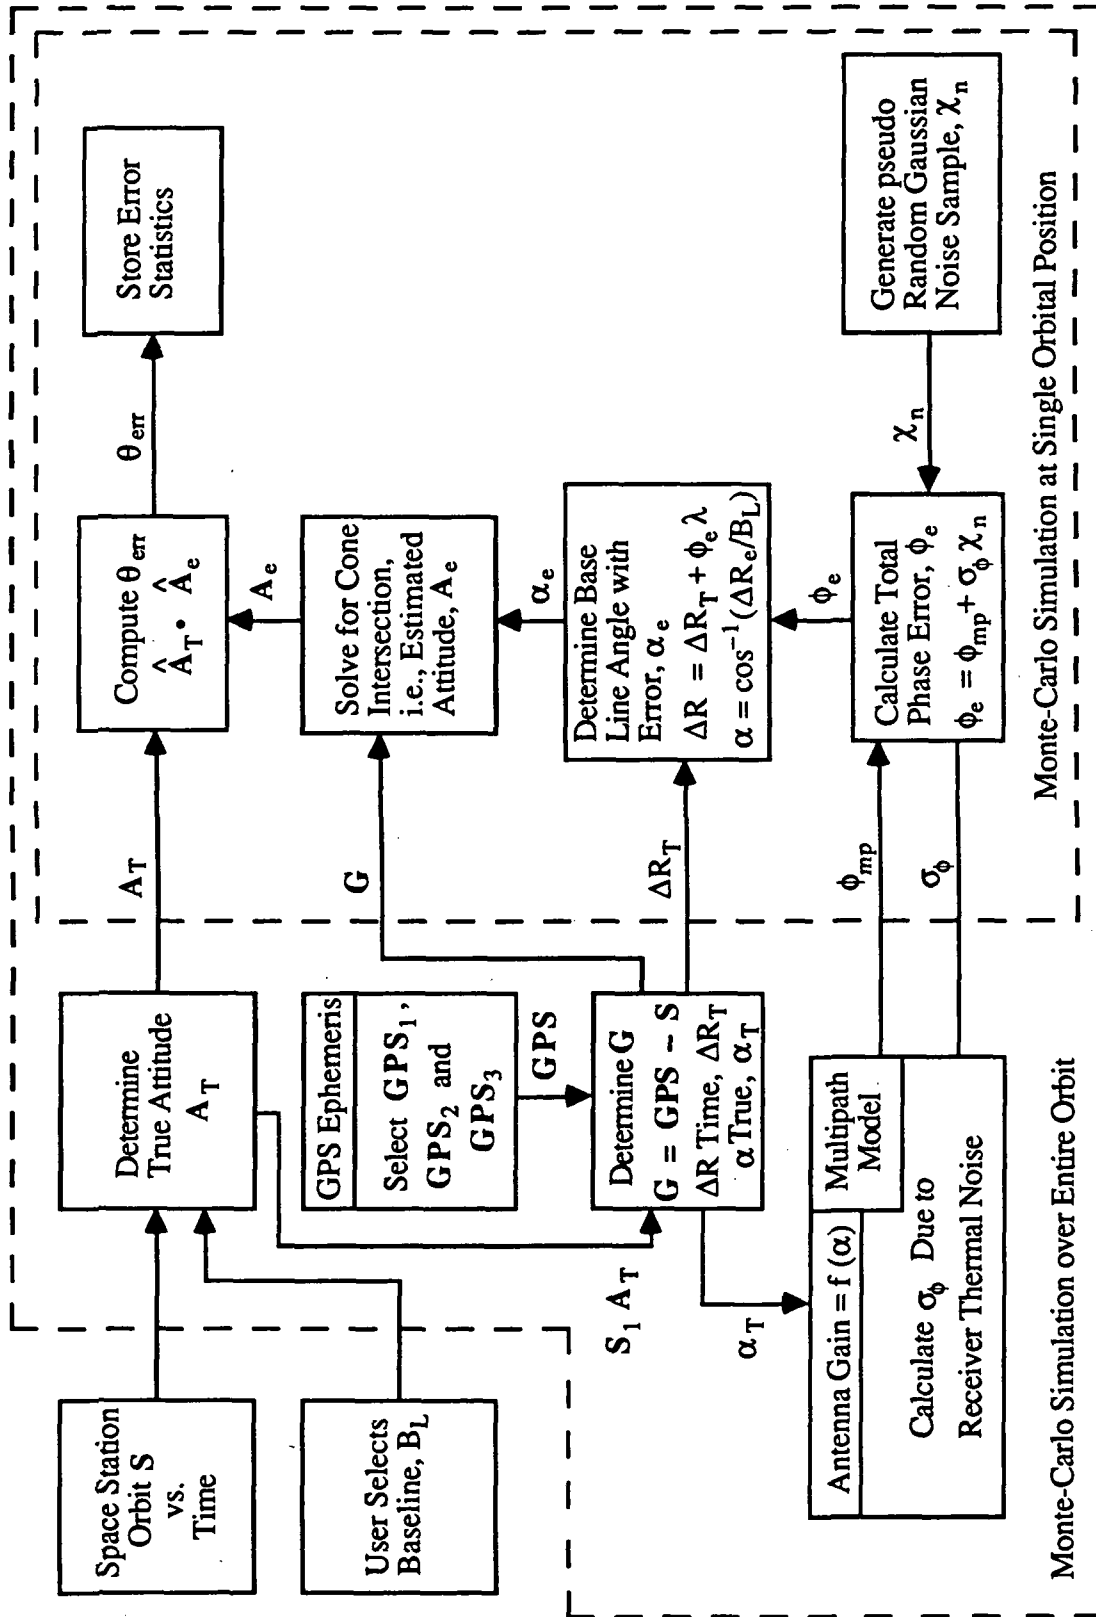 Space Station
Orbit S
vs.
Time
User Selects
Baseline, B_L
Determine
True Attitude
A_T
A_T
Compute θ_err
Â_T • Â_e
θ_err
Store Error
Statistics
GPS Ephemeris
Select GPS_1,
GPS_2 and
GPS_3
GPS
G
Solve for Cone
Intersection,
i.e., Estimated
Attitude, A_e
A_e
S_1 A_T
Determine G
G = GPS – S
ΔR Time, ΔR_T
α True, α_T
ΔR_T
Determine Base
Line Angle with
Error, α_e
ΔR = ΔR_T + ϕ_e λ
α = cos⁻¹ (ΔR_e/B_L)
α_e
α_T
Antenna Gain = f (α)
Multipath
Model
Calculate σ_ϕ Due to
Receiver Thermal Noise
ϕ_mp
σ_ϕ
Calculate Total
Phase Error, ϕ_e
ϕ_e = ϕ_mp + σ_ϕ χ_n
ϕ_e
χ_n
Generate pseudo
Random Gaussian
Noise Sample, χ_n
Monte-Carlo Simulation at Single Orbital Position
Monte-Carlo Simulation over Entire Orbit